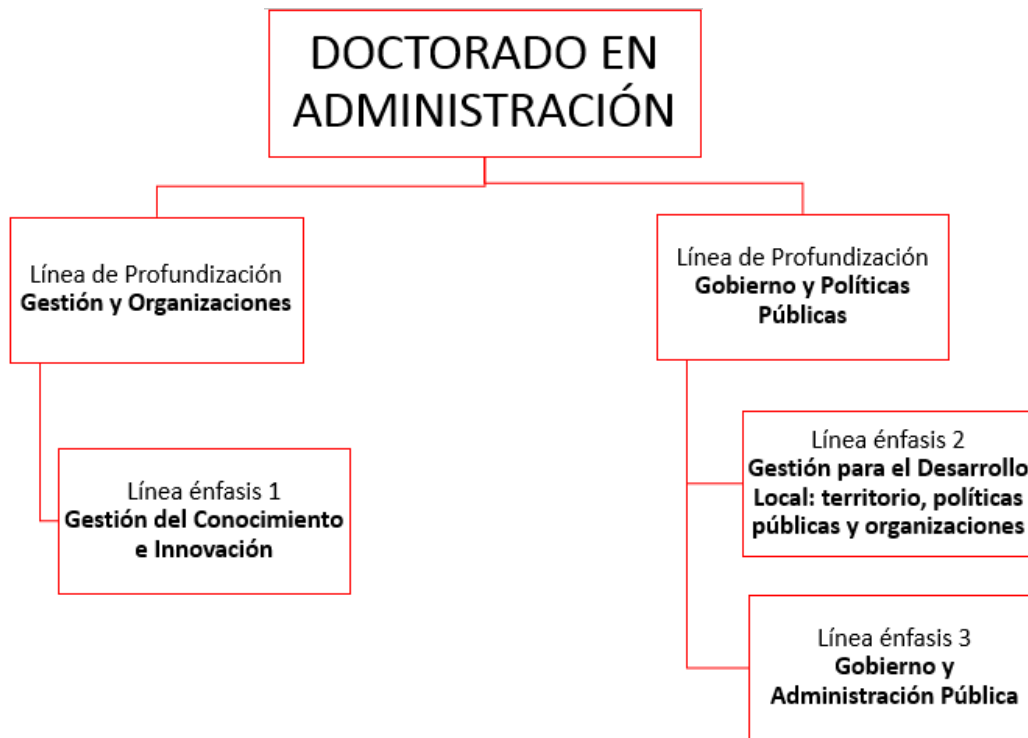 DOCTORADO EN
ADMINISTRACIÓN
Línea de Profundización
Gestión y Organizaciones
Línea de Profundización
Gobierno y Políticas
Públicas
Línea énfasis 1
Gestión del Conocimiento
e Innovación
Línea énfasis 2
Gestión para el Desarrollo
Local: territorio, políticas
públicas y organizaciones
Línea énfasis 3
Gobierno y
Administración Pública